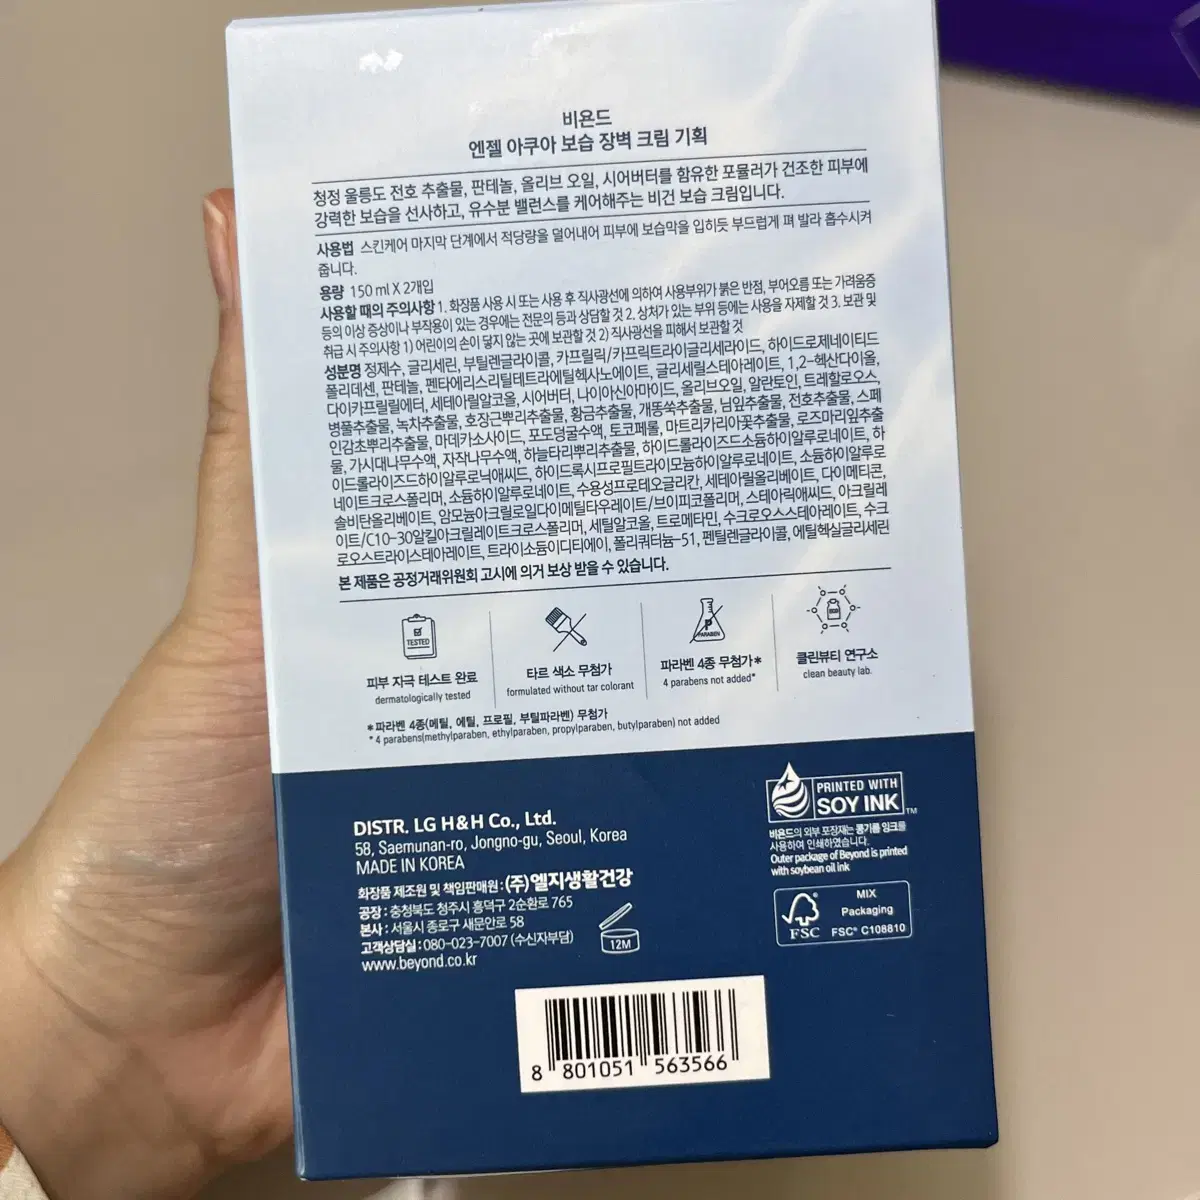 비욘드
엔젤 아쿠아 보습 장벽 크림 기획
청정 울릉도 전호 추출물, 판테놀, 올리브 오일, 시어버터를 함유한 포뮬러가 건조한 피부에
강력한 보습을 선사하고, 유수분 밸런스를 케어해주는 비건 보습 크림입니다.
사용법 스킨케어 마지막 단계에서 적당량을 덜어내어 피부에 보습막을 입히듯 부드럽게 펴 발라 흡수시켜
줍니다.
용량 150 ml X 2개입
사용할 때의 주의사항 1. 화장품 사용 시 또는 사용 후 직사광선에 의하여 사용부위가 붉은 반점, 부어오름 또는 가려움증
등의 이상 증상이나 부작용이 있는 경우에는 전문의 등과 상담할 것 2. 상처가 있는 부위 등에는 사용을 자제할 것 3. 보관 및
취급 시 주의사항 1) 어린이의 손이 닿지 않는 곳에 보관할 것 2) 직사광선을 피해서 보관할 것
성분명 정제수, 글리세린, 부틸렌글라이콜, 카프릴릭/카프릭트라이글리세라이드, 하이드로제네이티드
폴리데센, 판테놀, 펜타에리스리틸테트라에틸헥사노에이트, 글리세릴스테아레이트, 1,2-헥산다이올,
다이카프릴릴에터, 세테아릴알코올, 시어버터, 나이아신아마이드, 올리브오일, 알란토인, 트레할로오스,
병풀추출물, 녹차추출물, 호장근뿌리추출물, 황금추출물, 개똥쑥추출물, 님잎추출물, 전호추출물, 스페
인감초뿌리추출물, 마데카소사이드, 포도덩굴수액, 토코페롤, 마트리카리아꽃추출물, 로즈마리잎추출
물, 가시대나무수액, 자작나무수액, 하늘타리뿌리추출물, 하이드롤라이즈드소듐하이알루로네이트, 하
이드롤라이즈드하이알루로닉애씨드, 하이드록시프로필트라이모늄하이알루로네이트, 소듐하이알루로
네이트크로스폴리머, 소듐하이알루로네이트, 수용성프로테오글리칸, 세테아릴올리베이트, 다이메티콘,
솔비탄올리베이트, 암모늄아크릴로일다이메틸타우레이트/브이피코폴리머, 스테아릭애씨드, 아크릴레
이트/C10-30알킬아크릴레이트크로스폴리머, 세틸알코올, 트로메타민, 수크로오스스테아레이트, 수크
로오스트라이스테아레이트, 트라이소듐이디티에이, 폴리쿼터늄-51, 펜틸렌글라이콜, 에틸헥실글리세린
본 제품은 공정거래위원회 고시에 의거 보상 받을 수 있습니다.
TESTED
피부 자극 테스트 완료
dermatologically tested
타르 색소 무첨가
formulated without tar colorant
P
PARABEN
파라벤 4종 무첨가*
4 parabens not added*
클린뷰티 연구소
clean beauty lab.
*파라벤 4종(메틸, 에틸, 프로필, 부틸파라벤) 무첨가
*4 parabens(methylparaben, ethylparaben, propylparaben, butylparaben) not added
DISTR. LG H&H Co., Ltd.
58, Saemunan-ro, Jongno-gu, Seoul, Korea
MADE IN KOREA
화장품 제조원 및 책임판매원 : (주)엘지생활건강
공장 : 충청북도 청주시 흥덕구 2순환로 765
본사 : 서울시 종로구 새문안로 58
고객상담실 : 080-023-7007 (수신자부담)
www.beyond.co.kr
12M
PRINTED WITH
SOY INK TM
비욘드의 외부 포장재는 콩기름 잉크를
사용하여 인쇄하였습니다.
Outer package of Beyond is printed
with soybean oil ink
FSC
MIX
Packaging
FSC® C108810
8 801051 563566